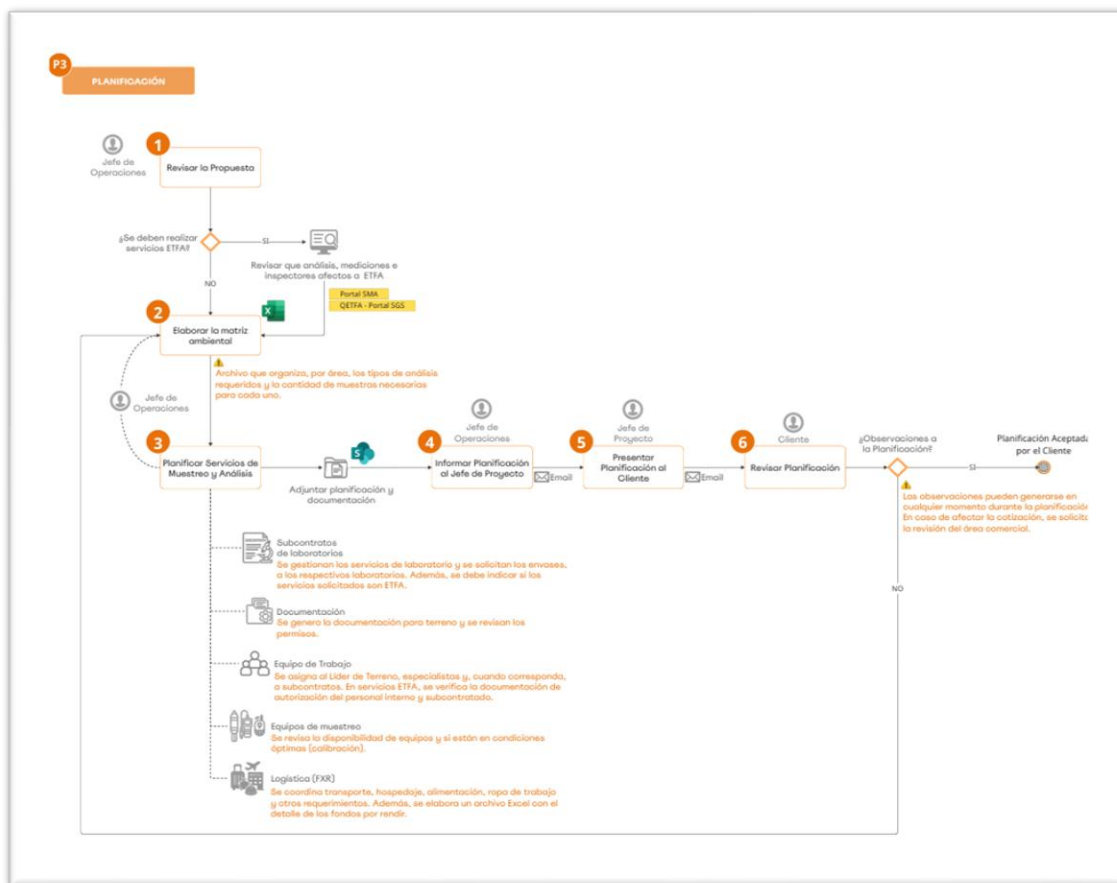 P3
PLANIFICACIÓN
1
Jefe de
Operaciones
Revisar la Propuesta
¿Se deben realizar
servicios ETFA?
SI
Revisar que análisis, mediciones e
inspectores afectos a ETFA
NO
Portal SMA
QETFA - Portal SGS
2
Elaborar la matriz
ambiental
Archivo que organiza, por área, los tipos de análisis
requeridos y la cantidad de muestras necesarias
para cada uno.
Jefe de
Operaciones
3
Planificar Servicios de
Muestreo y Análisis
Adjuntar planificación y
documentación
Jefe de
Operaciones
4
Informar Planificación
al Jefe de Proyecto
Email
Jefe de
Proyecto
5
Presentar
Planificación al
Cliente
Email
Cliente
6
Revisar Planificación
¿Observaciones a
la Planificación?
SI
Planificación Aceptada
por el Cliente
Las observaciones pueden generarse en
cualquier momento durante la planificación
En caso de afectar la cotización, se solicita
la revisión del área comercial.
NO
Subcontratos
de laboratorios
Se gestionan los servicios de laboratorio y se solicitan los envases,
a los respectivos laboratorios. Además, se debe indicar si los
servicios solicitados son ETFA.
Documentación
Se genera la documentación para terreno y se revisan los
permisos.
Equipo de Trabajo
Se asigna al Líder de Terreno, especialistas y, cuando corresponda,
a subcontratos. En servicios ETFA, se verifica la documentación de
autorización del personal interno y subcontratado.
Equipos de muestreo
Se revisa la disponibilidad de equipos y si están en condiciones
óptimas (calibración).
Logística (FXR)
Se coordina transporte, hospedaje, alimentación, ropa de trabajo
y otros requerimientos. Además, se elabora un archivo Excel con el
detalle de los fondos por rendir.